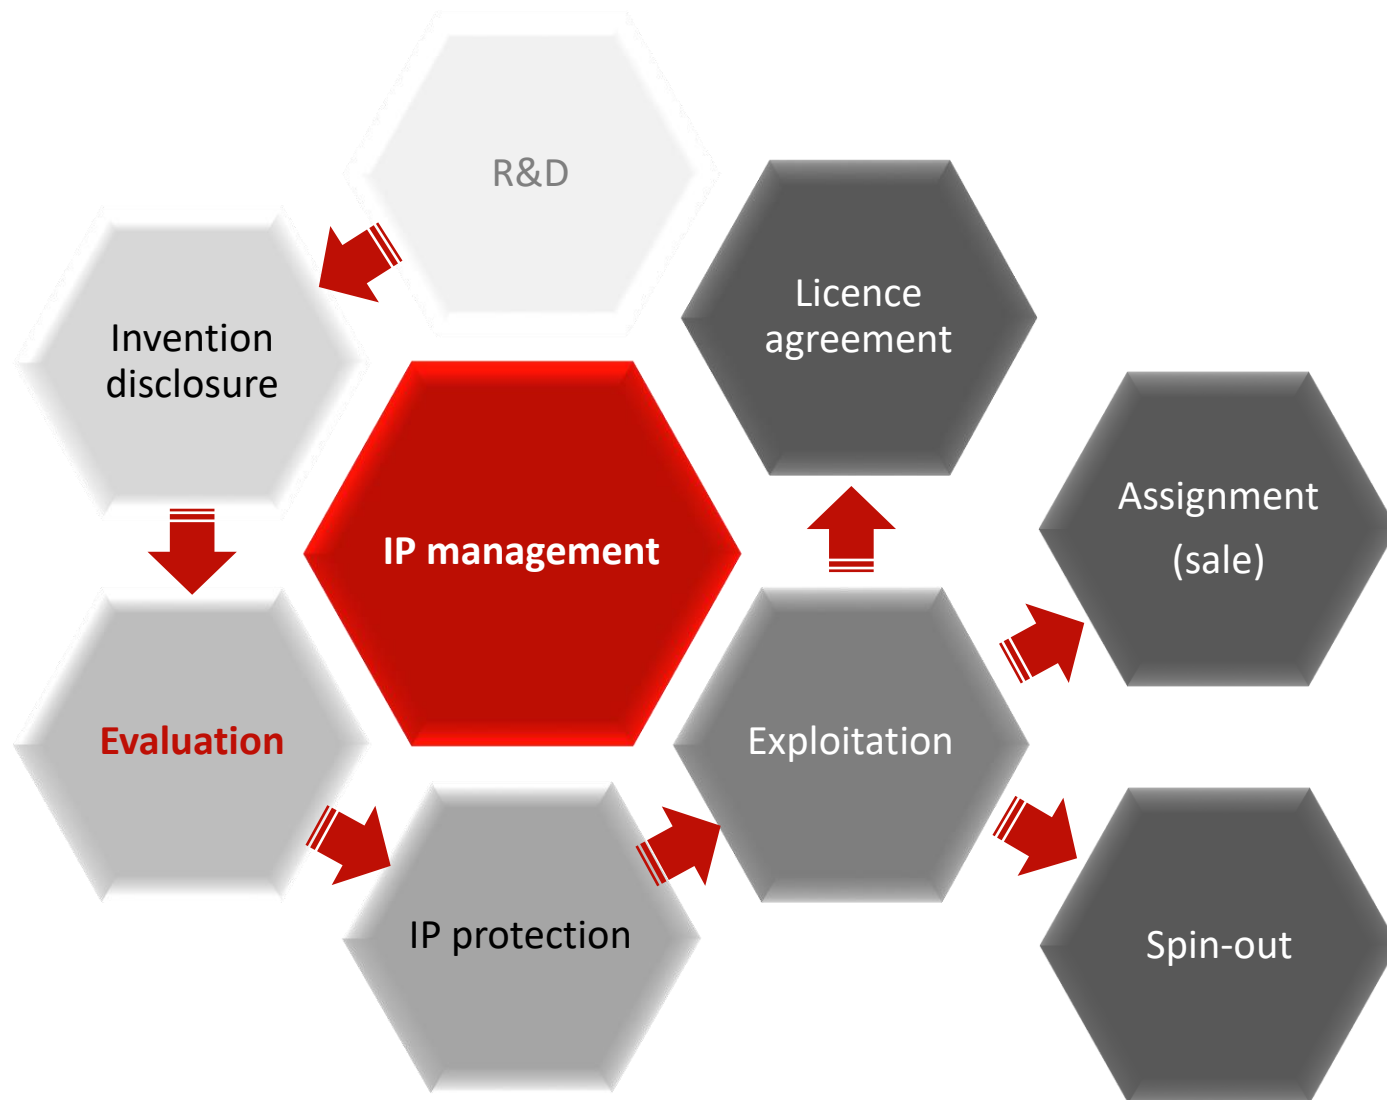 R&D
Invention
disclosure
Licence
agreement
IP management
Assignment
(sale)
Evaluation
Exploitation
IP protection
Spin-out